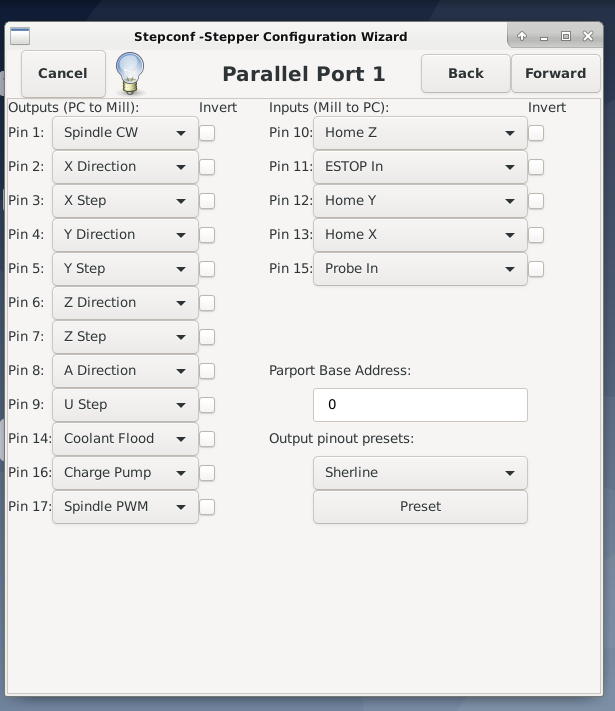 Stepconf -Stepper Configuration Wizard
Cancel
Parallel Port 1
Back
Forward
Outputs (PC to Mill): Invert
Inputs (Mill to PC): Invert
Pin 1: Spindle CW
Pin 10: Home Z
Pin 2: X Direction
Pin 11: ESTOP In
Pin 3: X Step
Pin 12: Home Y
Pin 4: Y Direction
Pin 13: Home X
Pin 5: Y Step
Pin 15: Probe In
Pin 6: Z Direction
Pin 7: Z Step
Pin 8: A Direction
Parport Base Address:
Pin 9: U Step
0
Pin 14: Coolant Flood
Output pinout presets:
Pin 16: Charge Pump
Sherline
Pin 17: Spindle PWM
Preset